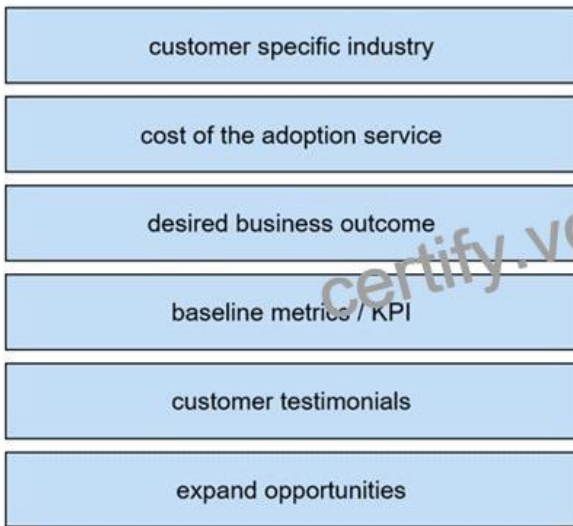 customer specific industry
cost of the adoption service
desired business outcome
baseline metrics / KPI
customer testimonials
expand opportunities